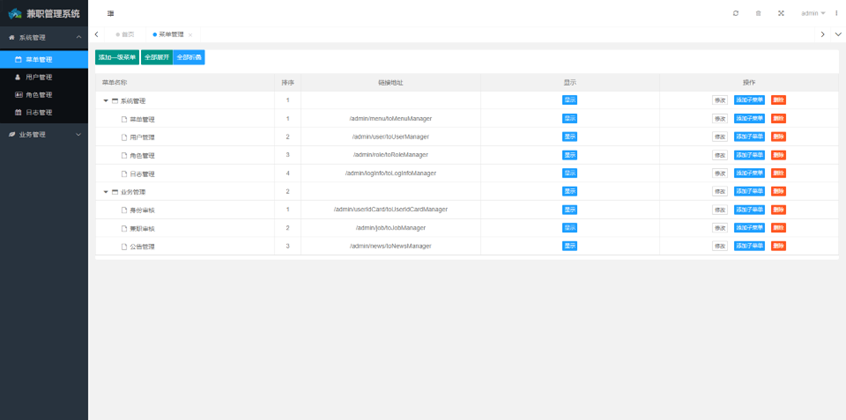 兼职管理系统
admin
系统管理
首页
菜单管理
菜单管理
添加一级菜单 全部展开 全部折叠
用户管理
菜单名称 排序 链接地址 显示 操作
角色管理
系统管理 1 显示 修改 添加子菜单 删除
日志管理
菜单管理 1 /admin/menu/toMenuManager 显示 修改 添加子菜单 删除
业务管理
用户管理 2 /admin/user/toUserManager 显示 修改 添加子菜单 删除
角色管理 3 /admin/role/toRoleManager 显示 修改 添加子菜单 删除
日志管理 4 /admin/logInfo/toLogInfoManager 显示 修改 添加子菜单 删除
业务管理 2 显示 修改 添加子菜单 删除
身份审核 1 /admin/userIdCard/toUserIdCardManager 显示 修改 添加子菜单 删除
兼职审核 2 /admin/job/toJobManager 显示 修改 添加子菜单 删除
公告管理 3 /admin/news/toNewsManager 显示 修改 添加子菜单 删除